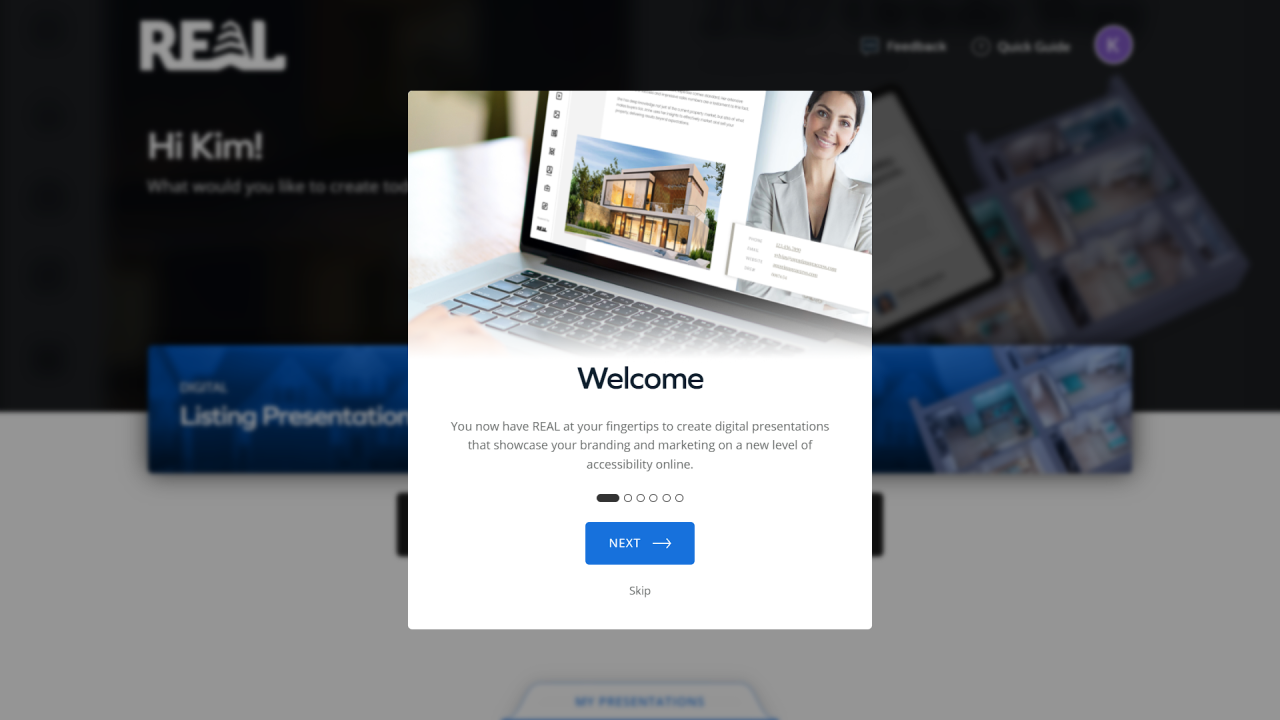 REAL
Feedback
Quick Guide
K
Hi Kim!
What would you like to create tod
DIGITAL
Listing Presentation
Welcome
You now have REAL at your fingertips to create digital presentations
that showcase your branding and marketing on a new level of
accessibility online.
NEXT
Skip
MY PRESENTATIONS